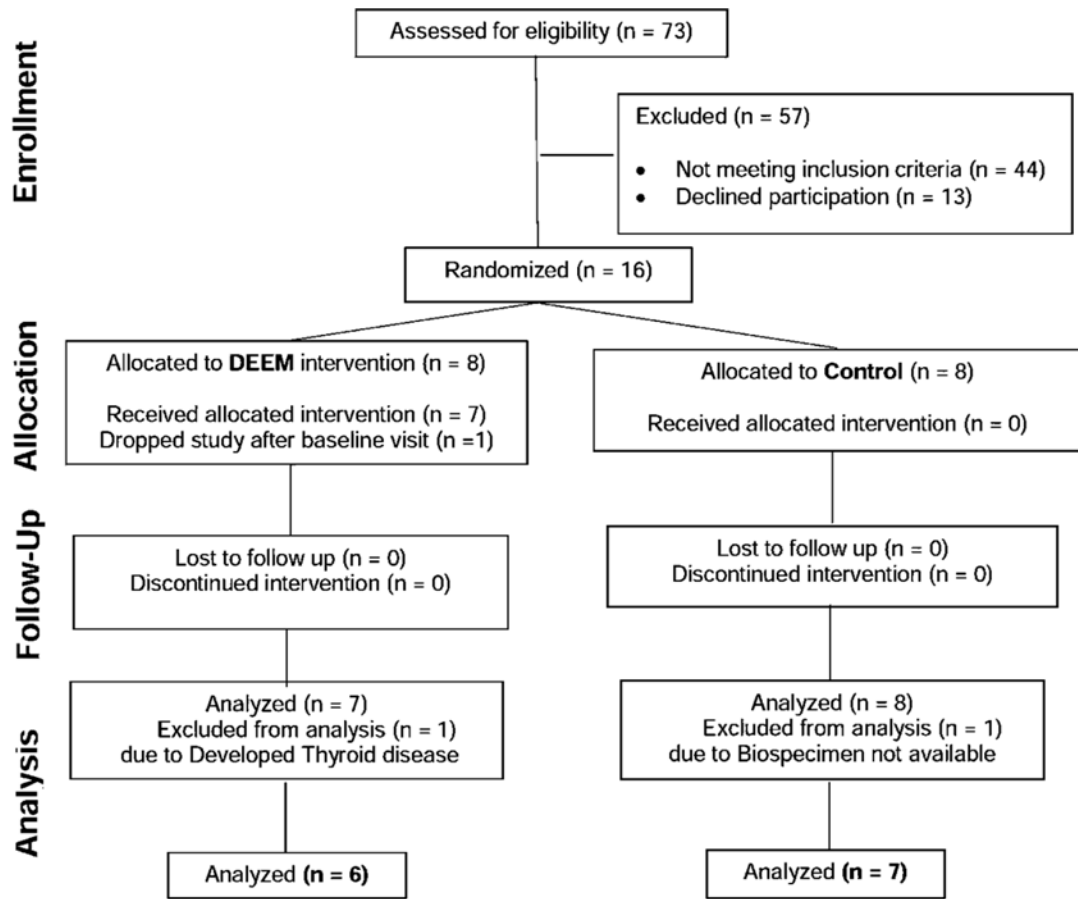 Enrollment
Assessed for eligibility (n = 73)
Excluded (n = 57)
• Not meeting inclusion criteria (n = 44)
• Declined participation (n = 13)
Randomized (n = 16)
Allocation
Allocated to DEEM intervention (n = 8)
Received allocated intervention (n = 7)
Dropped study after baseline visit (n =1)
Allocated to Control (n = 8)
Received allocated intervention (n = 0)
Follow-Up
Lost to follow up (n = 0)
Discontinued intervention (n = 0)
Lost to follow up (n = 0)
Discontinued intervention (n = 0)
Analysis
Analyzed (n = 7)
Excluded from analysis (n = 1)
due to Developed Thyroid disease
Analyzed (n = 8)
Excluded from analysis (n = 1)
due to Biospecimen not available
Analyzed (n = 6)
Analyzed (n = 7)